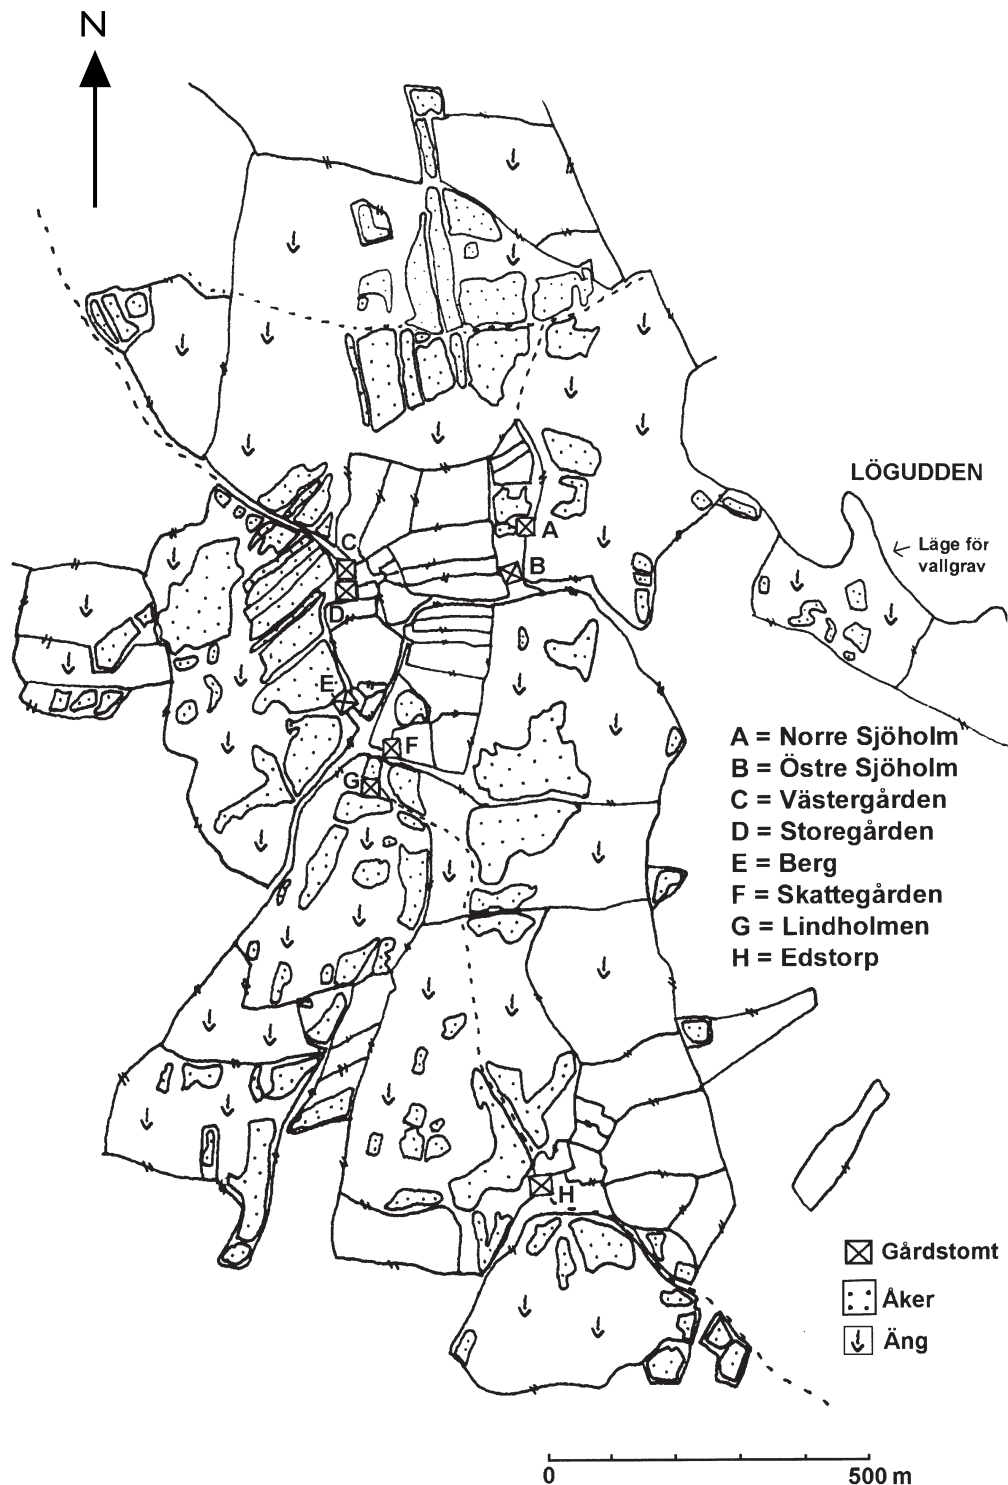 N
LÖGUDDEN
Läge för
vallgrav
A
C
B
D
E
F
G
A = Norre Sjöholm
B = Östre Sjöholm
C = Västergården
D = Storegården
E = Berg
F = Skattegården
G = Lindholmen
H = Edstorp
H
Gårdstomt
Åker
Äng
0 500 m